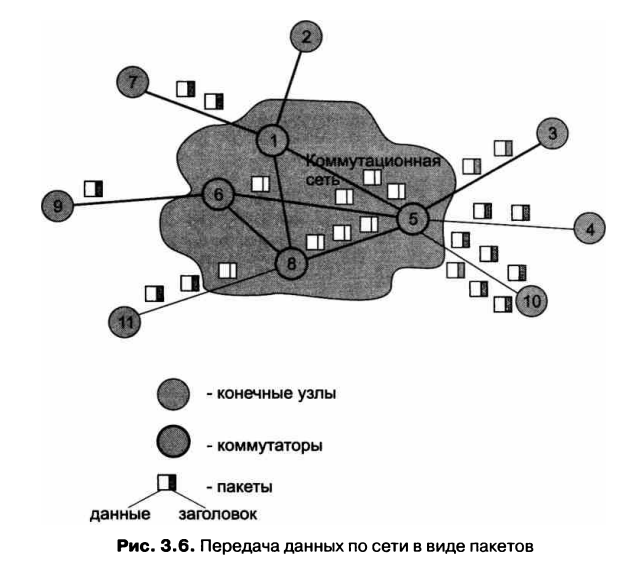 2
7
3
1
Коммутационная
сеть
6
9
5
4
8
10
11
- конечные узлы
- коммутаторы
- пакеты
данные заголовок
Рис. 3.6. Передача данных по сети в виде пакетов